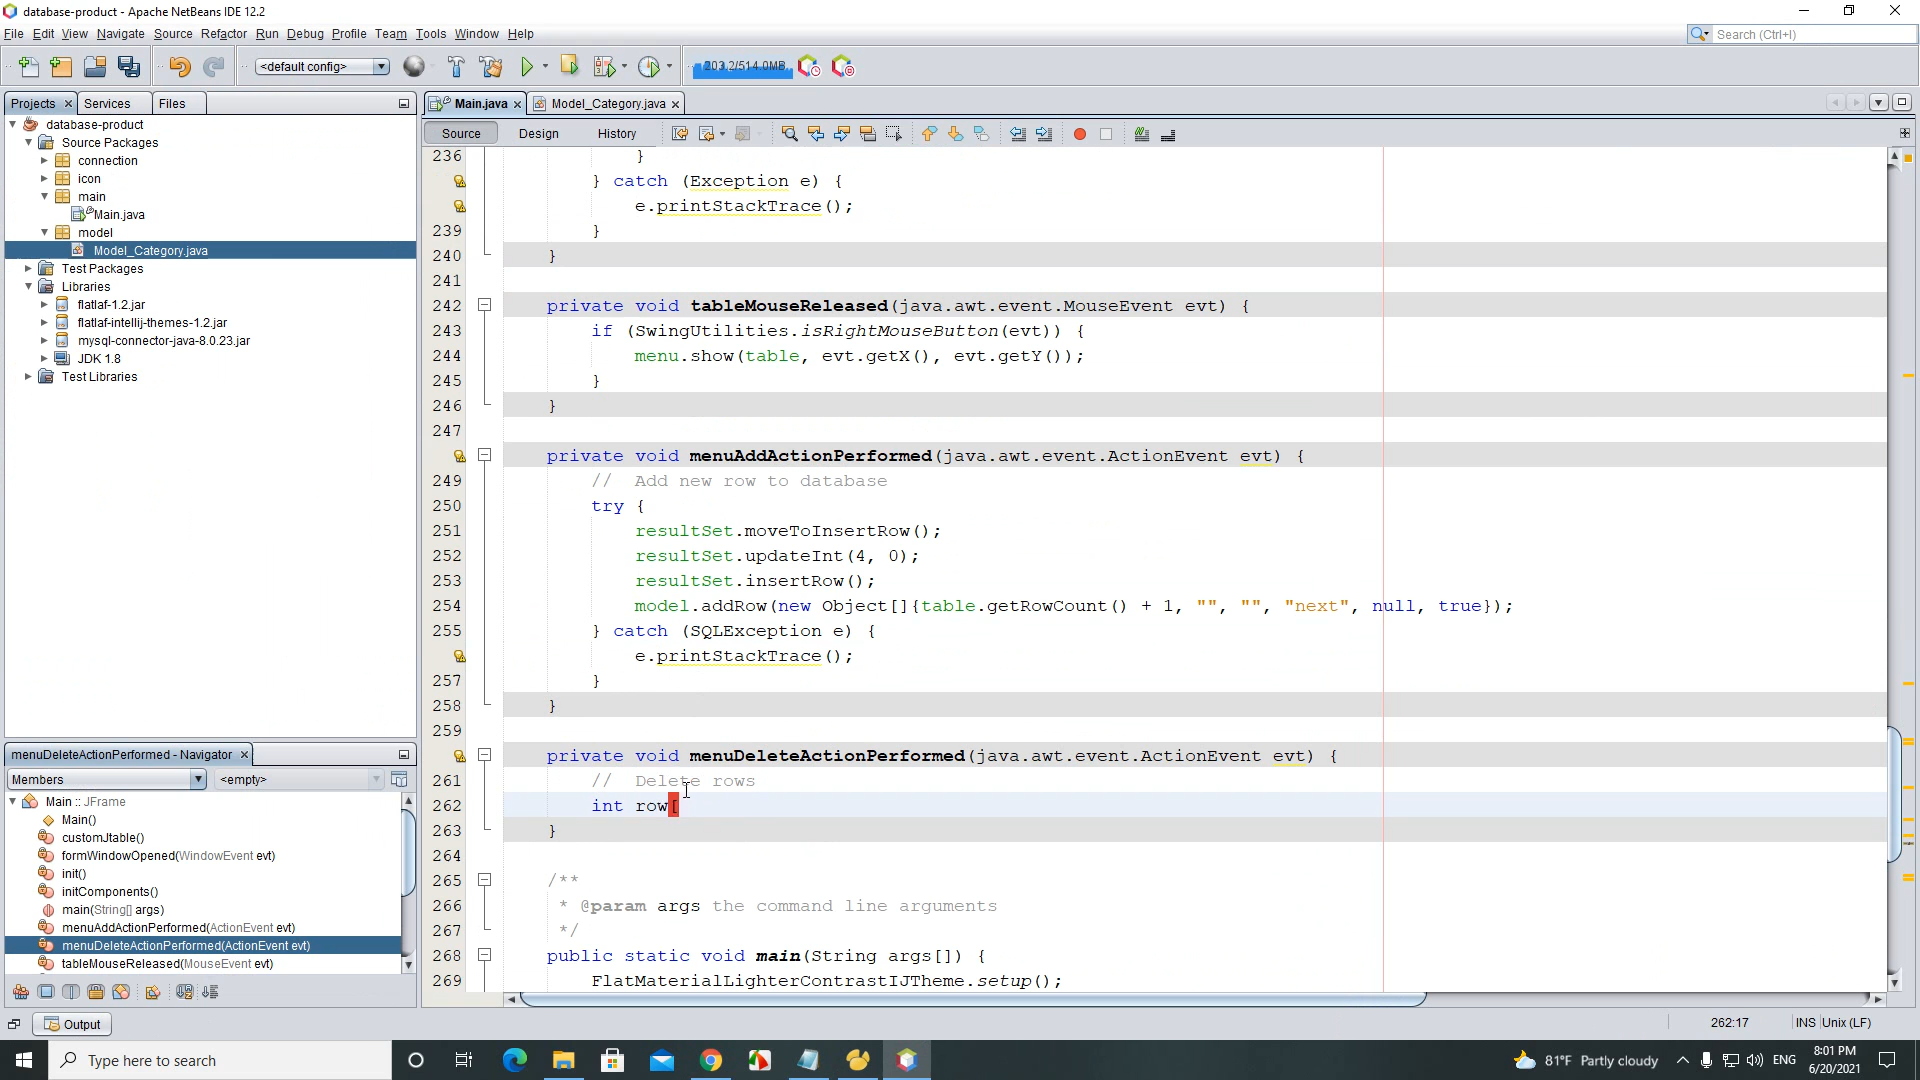 database-product - Apache NetBeans IDE 12.2
File Edit View Navigate Source Refactor Run Debug Profile Team Tools Window Help
Search (Ctrl+I)
<default config>
203.2/514.0MB
Projects Services Files
Main.java Model_Category.java
Source Design History
database-product
Source Packages
connection
icon
main
Main.java
model
Model_Category.java
Test Packages
Libraries
flatlaf-1.2.jar
flatlaf-intellij-themes-1.2.jar
mysql-connector-java-8.0.23.jar
JDK 1.8
Test Libraries
menuDeleteActionPerformed - Navigator
Members <empty>
Main :: JFrame
Main()
customJtable()
formWindowOpened(WindowEvent evt)
init()
initComponents()
main(String[] args)
menuAddActionPerformed(ActionEvent evt)
menuDeleteActionPerformed(ActionEvent evt)
tableMouseReleased(MouseEvent evt)
236 }
} catch (Exception e) {
e.printStackTrace();
239 }
240 }
241
242 private void tableMouseReleased(java.awt.event.MouseEvent evt) {
243 if (SwingUtilities.isRightMouseButton(evt)) {
244 menu.show(table, evt.getX(), evt.getY());
245 }
246 }
247
private void menuAddActionPerformed(java.awt.event.ActionEvent evt) {
249 // Add new row to database
250 try {
251 resultSet.moveToInsertRow();
252 resultSet.updateInt(4, 0);
253 resultSet.insertRow();
254 model.addRow(new Object[]{table.getRowCount() + 1, "", "", "next", null, true});
255 } catch (SQLException e) {
e.printStackTrace();
257 }
258 }
259
private void menuDeleteActionPerformed(java.awt.event.ActionEvent evt) {
261 // Delete rows
262 int row[
263 }
264
265 /**
266 * @param args the command line arguments
267 */
268 public static void main(String args[]) {
269 FlatMaterialLighterContrastIJTheme.setup();
Output
262:17 INS Unix (LF)
Type here to search
81°F Partly cloudy ENG
8:01 PM
6/20/2021